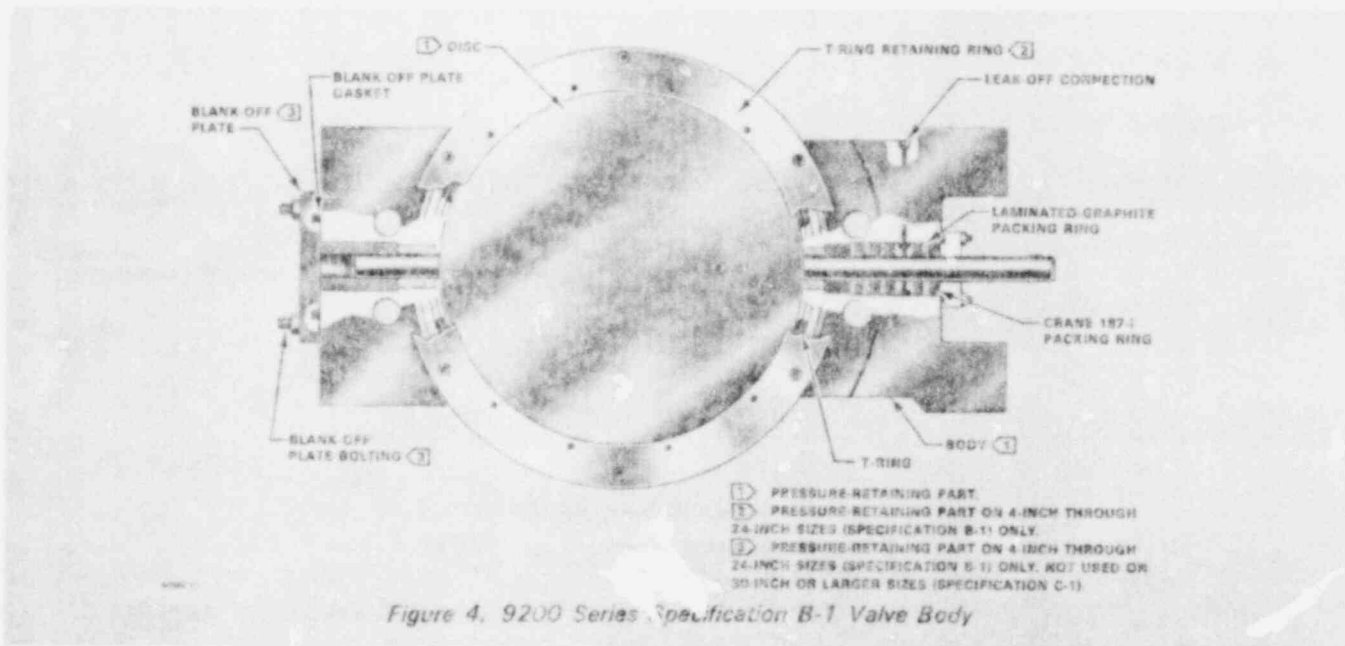 1 DISC
T-RING RETAINING RING 2
BLANK-OFF PLATE
GASKET
LEAK-OFF CONNECTION
BLANK-OFF 3
PLATE
LAMINATED-GRAPHITE
PACKING RING
CRANE 187-I
PACKING RING
BLANK-OFF
PLATE BOLTING 3
BODY 1
T-RING
1 PRESSURE-RETAINING PART.
2 PRESSURE-RETAINING PART ON 4-INCH THROUGH
24-INCH SIZES (SPECIFICATION B-1) ONLY.
3 PRESSURE-RETAINING PART ON 4-INCH THROUGH
24-INCH SIZES (SPECIFICATION B-1) ONLY. NOT USED ON
30-INCH OR LARGER SIZES (SPECIFICATION C-1)
Figure 4. 9200 Series Specification B-1 Valve Body